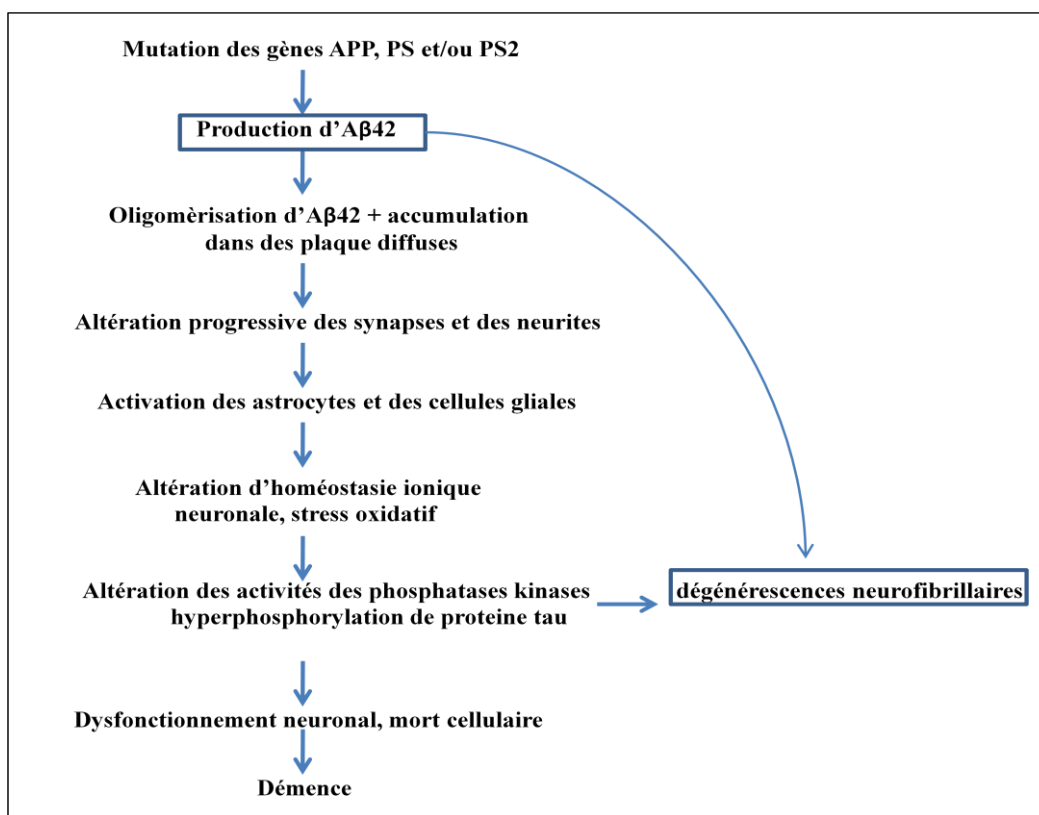 Mutation des gènes APP, PS et/ou PS2
Production d’Aβ42
Oligomèrisation d’Aβ42 + accumulation
dans des plaque diffuses
Altération progressive des synapses et des neurites
Activation des astrocytes et des cellules gliales
Altération d’homéostasie ionique
neuronale, stress oxidatif
Altération des activités des phosphatases kinases
hyperphosphorylation de proteine tau
dégénérescences neurofibrillaires
Dysfonctionnement neuronal, mort cellulaire
Démence